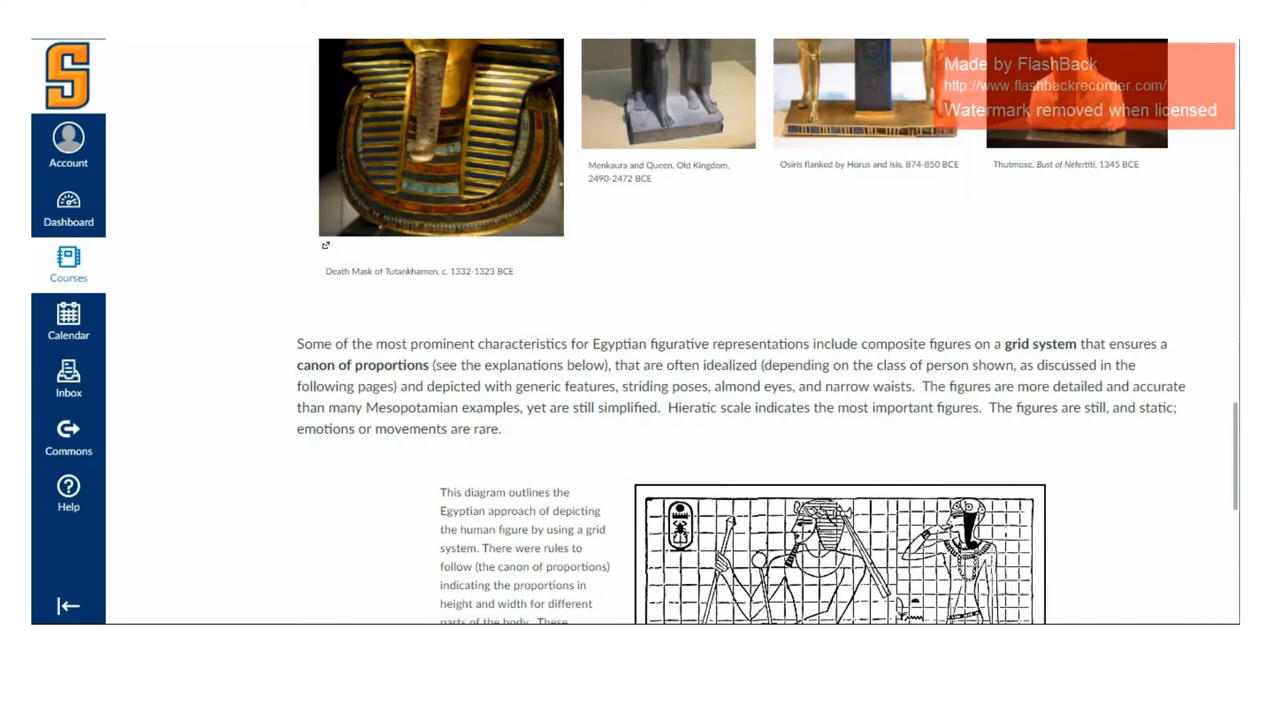 S
Account
Dashboard
Courses
Calendar
Inbox
Commons
Help
Made by FlashBack
http://www.flashbackrecorder.com/
Watermark removed when licensed
Menkaura and Queen, Old Kingdom,
2490-2472 BCE
Osiris flanked by Horus and Isis, 874-850 BCE
Thutmose, Bust of Nefertiti, 1345 BCE
Death Mask of Tutankhamen, c. 1332-1323 BCE
Some of the most prominent characteristics for Egyptian figurative representations include composite figures on a grid system that ensures a
canon of proportions (see the explanations below), that are often idealized (depending on the class of person shown, as discussed in the
following pages) and depicted with generic features, striding poses, almond eyes, and narrow waists. The figures are more detailed and accurate
than many Mesopotamian examples, yet are still simplified. Hieratic scale indicates the most important figures. The figures are still, and static;
emotions or movements are rare.
This diagram outlines the
Egyptian approach of depicting
the human figure by using a grid
system. There were rules to
follow (the canon of proportions)
indicating the proportions in
height and width for different
parts of the body. These